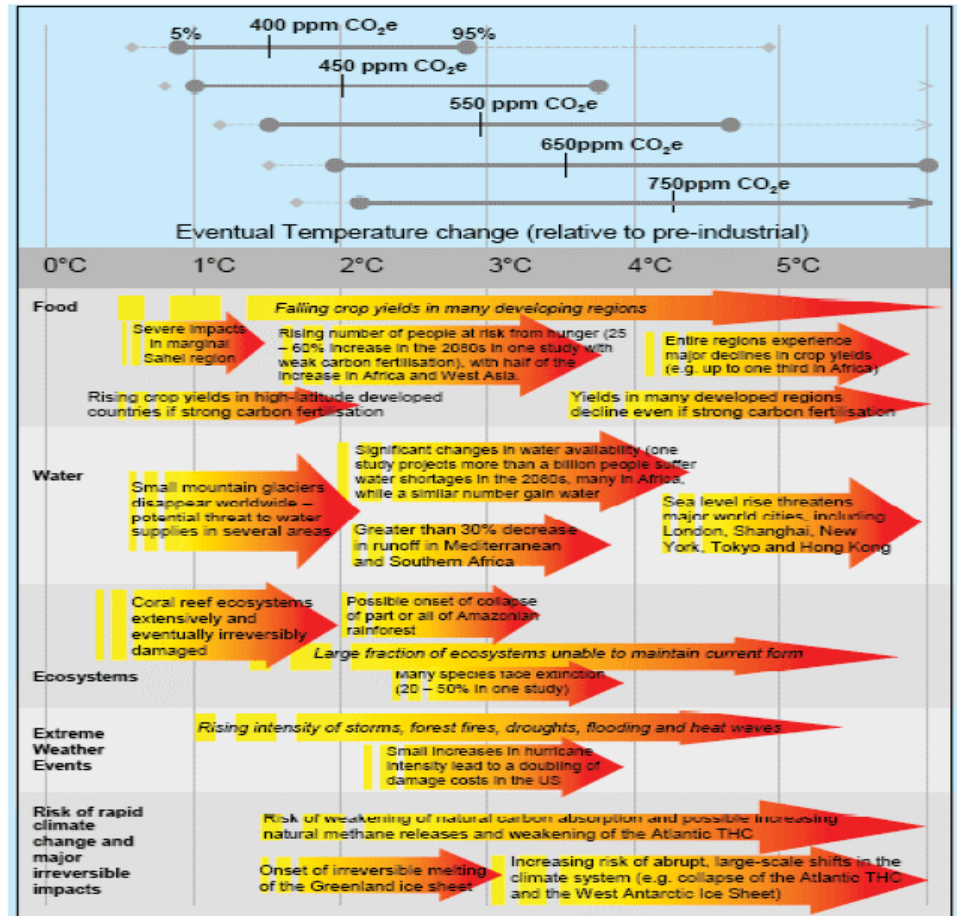 400 ppm CO₂e
5%
95%
450 ppm CO₂e
550 ppm CO₂e
650ppm CO₂e
750ppm CO₂e
Eventual Temperature change (relative to pre-industrial)
0°C 1°C 2°C 3°C 4°C 5°C
Food
Falling crop yields in many developing regions
Severe impacts
in marginal
Sahel region
Rising number of people at risk from hunger (25
– 60% increase in the 2080s in one study with
weak carbon fertilisation), with half of the
increase in Africa and West Asia.
Entire regions experience
major declines in crop yields
(e.g. up to one third in Africa)
Rising crop yields in high-latitude developed
countries if strong carbon fertilisation
Yields in many developed regions
decline even if strong carbon fertilisation
Water
Small mountain glaciers
disappear worldwide –
potential threat to water
supplies in several areas
Significant changes in water availability (one
study projects more than a billion people suffer
water shortages in the 2080s, many in Africa,
while a similar number gain water
Greater than 30% decrease
in runoff in Mediterranean
and Southern Africa
Sea level rise threatens
major world cities, including
London, Shanghai, New
York, Tokyo and Hong Kong
Ecosystems
Coral reef ecosystems
extensively and
eventually irreversibly
damaged
Possible onset of collapse
of part or all of Amazonian
rainforest
Large fraction of ecosystems unable to maintain current form
Many species face extinction
(20 – 50% in one study)
Extreme
Weather
Events
Rising intensity of storms, forest fires, droughts, flooding and heat waves
Small increases in hurricane
intensity lead to a doubling of
damage costs in the US
Risk of rapid
climate
change and
major
irreversible
impacts
Risk of weakening of natural carbon absorption and possible increasing
natural methane releases and weakening of the Atlantic THC
Onset of irreversible melting
of the Greenland ice sheet
Increasing risk of abrupt, large-scale shifts in the
climate system (e.g. collapse of the Atlantic THC
and the West Antarctic Ice Sheet)